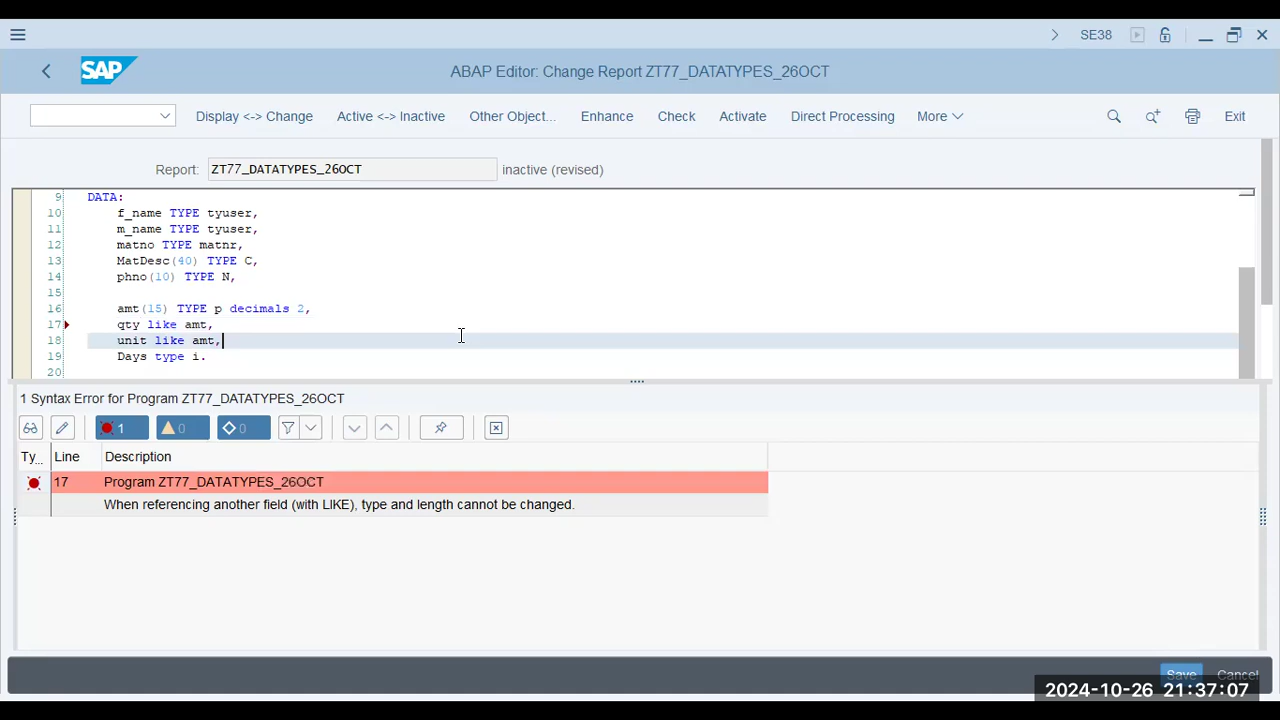 SE38
SAP
ABAP Editor: Change Report ZT77_DATATYPES_26OCT
Display <-> Change Active <-> Inactive Other Object... Enhance Check Activate Direct Processing More Exit
Report: ZT77_DATATYPES_26OCT inactive (revised)
9 DATA:
10 f_name TYPE tyuser,
11 m_name TYPE tyuser,
12 matno TYPE matnr,
13 MatDesc(40) TYPE C,
14 phno(10) TYPE N,
15
16 amt(15) TYPE p decimals 2,
17 qty like amt,
18 unit like amt,
19 Days type i.
20
1 Syntax Error for Program ZT77_DATATYPES_26OCT
1 0 0
Ty... Line Description
17 Program ZT77_DATATYPES_26OCT
When referencing another field (with LIKE), type and length cannot be changed.
Save Cancel
2024-10-26 21:37:07